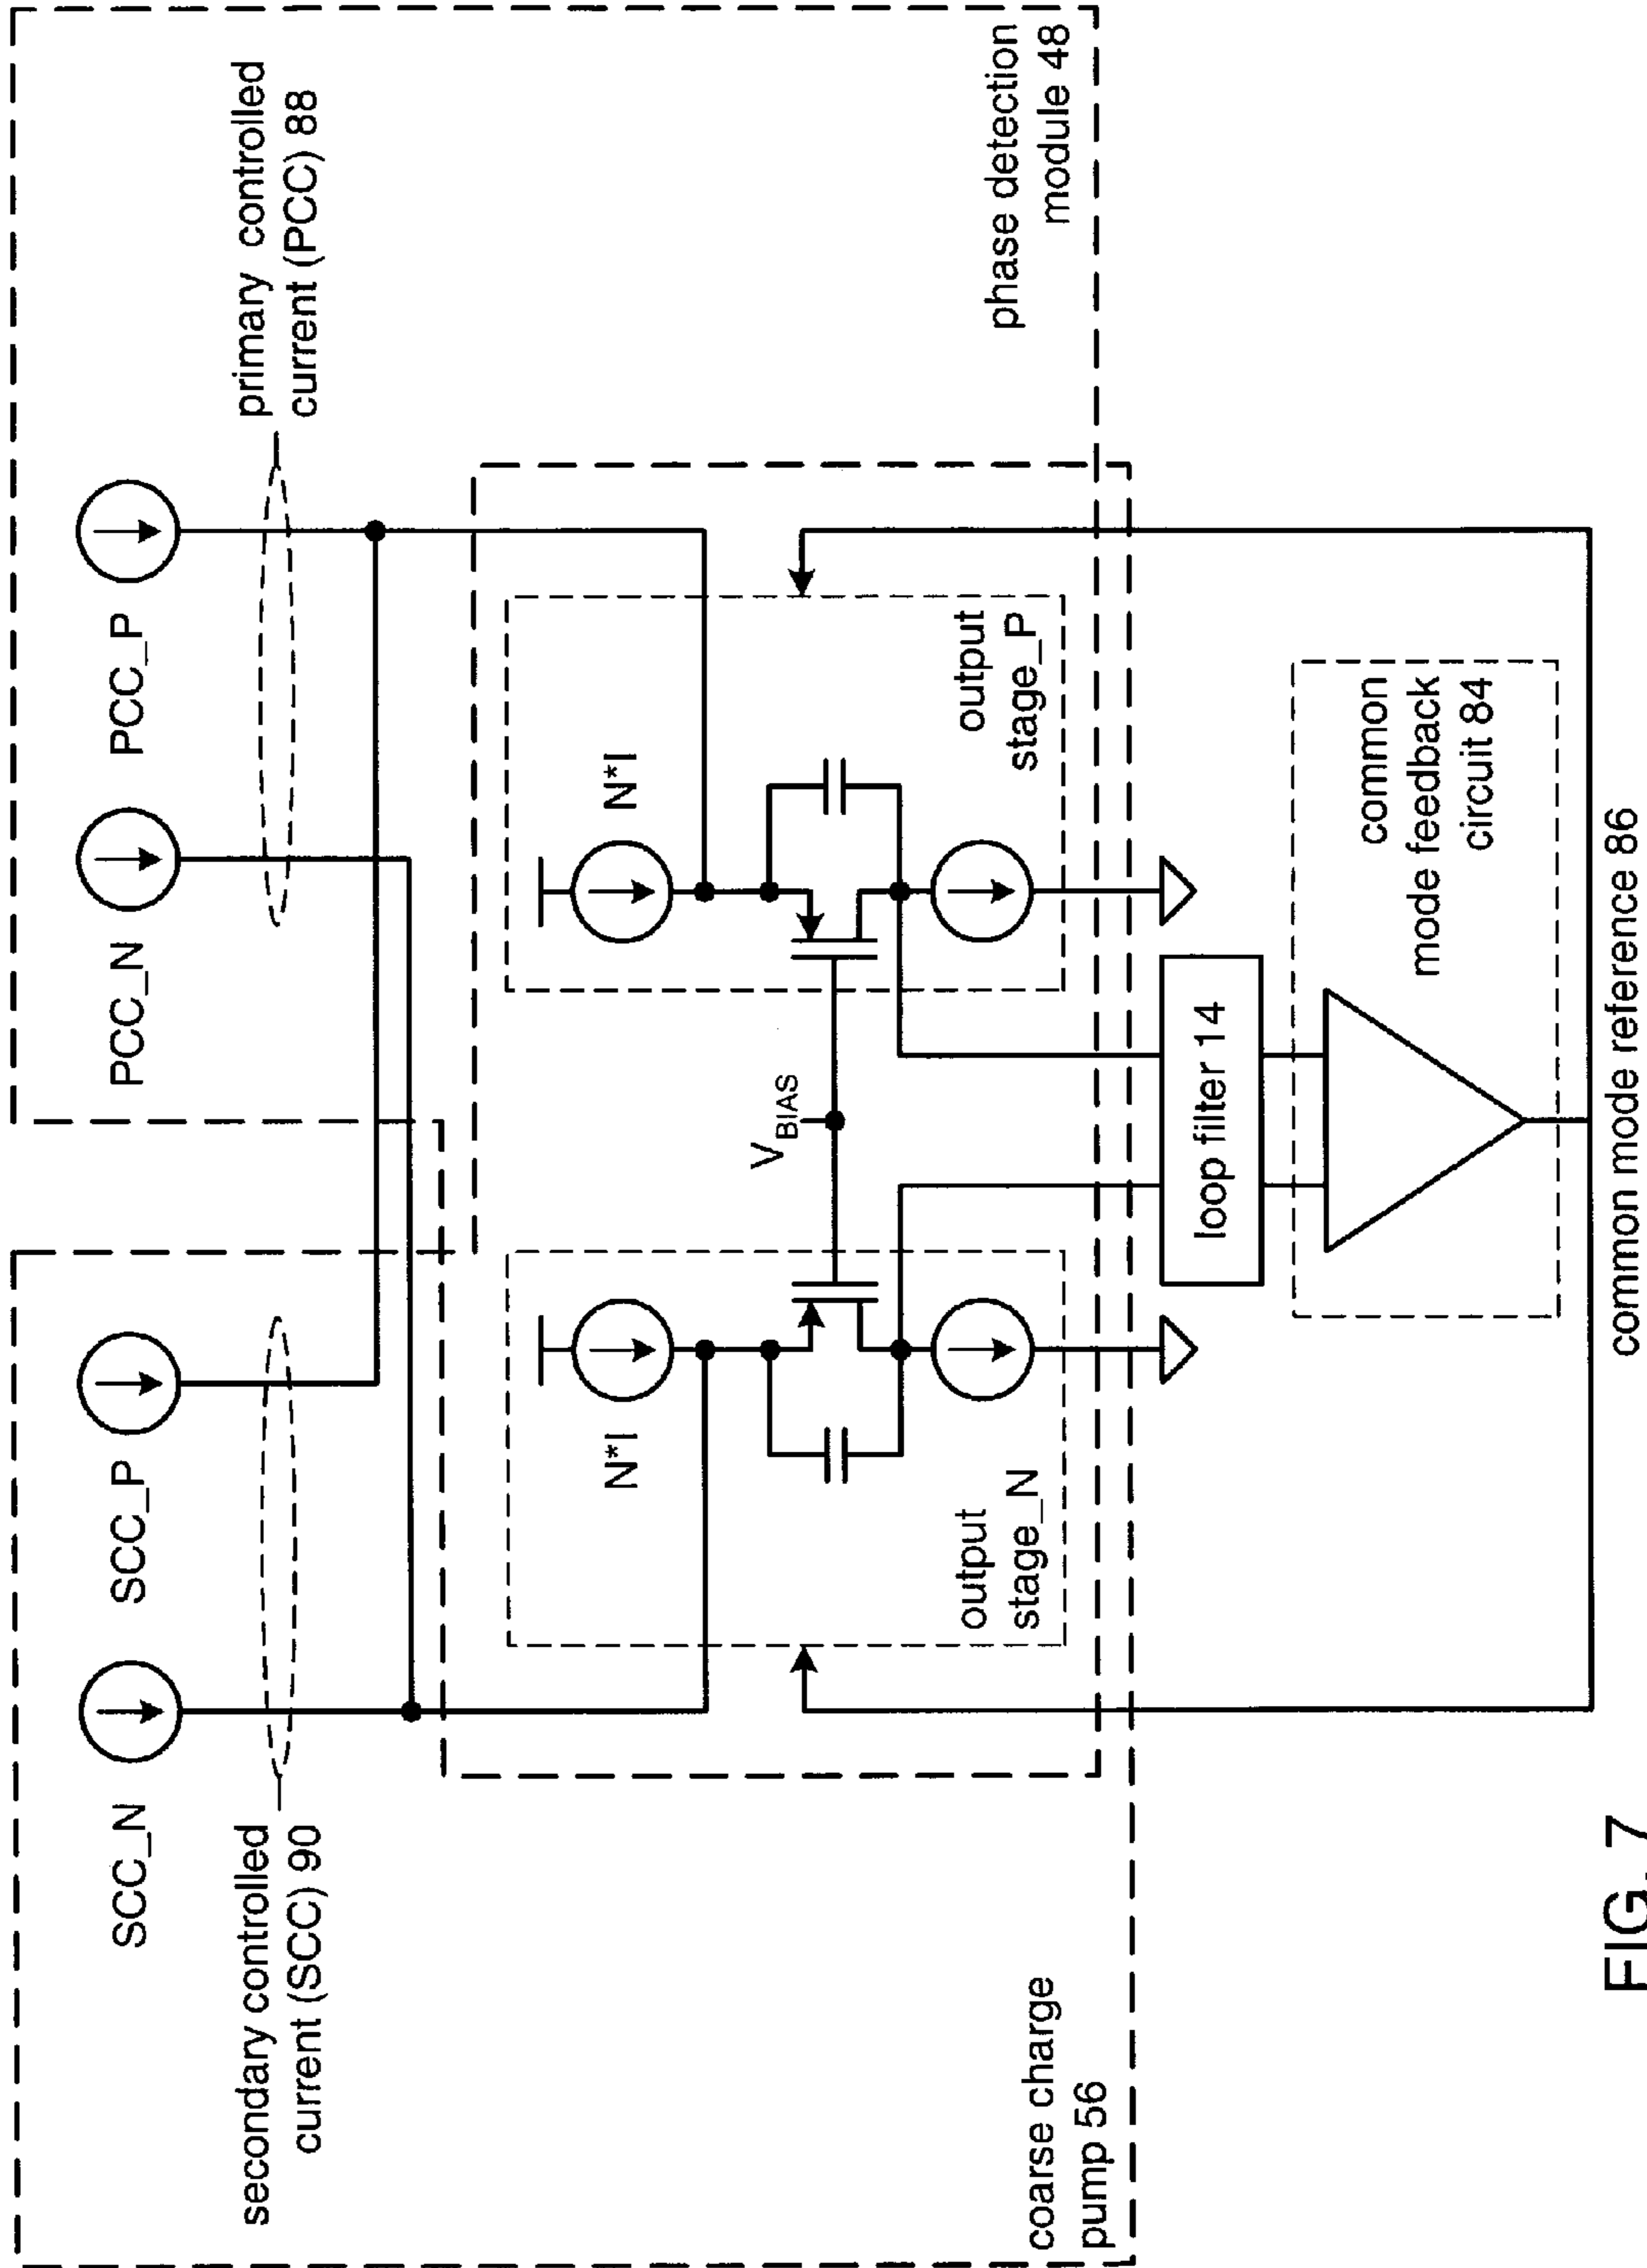 SCC_N
SCC_P
PCC_N
PCC_P
secondary controlled
current (SCC) 90
primary controlled
current (PCC) 88
N*I
N*I
V BIAS
output
stage_N
output
stage_P
coarse charge
pump 56
phase detection
module 48
loop filter 14
common
mode feedback
circuit 84
common mode reference 86
FIG. 7